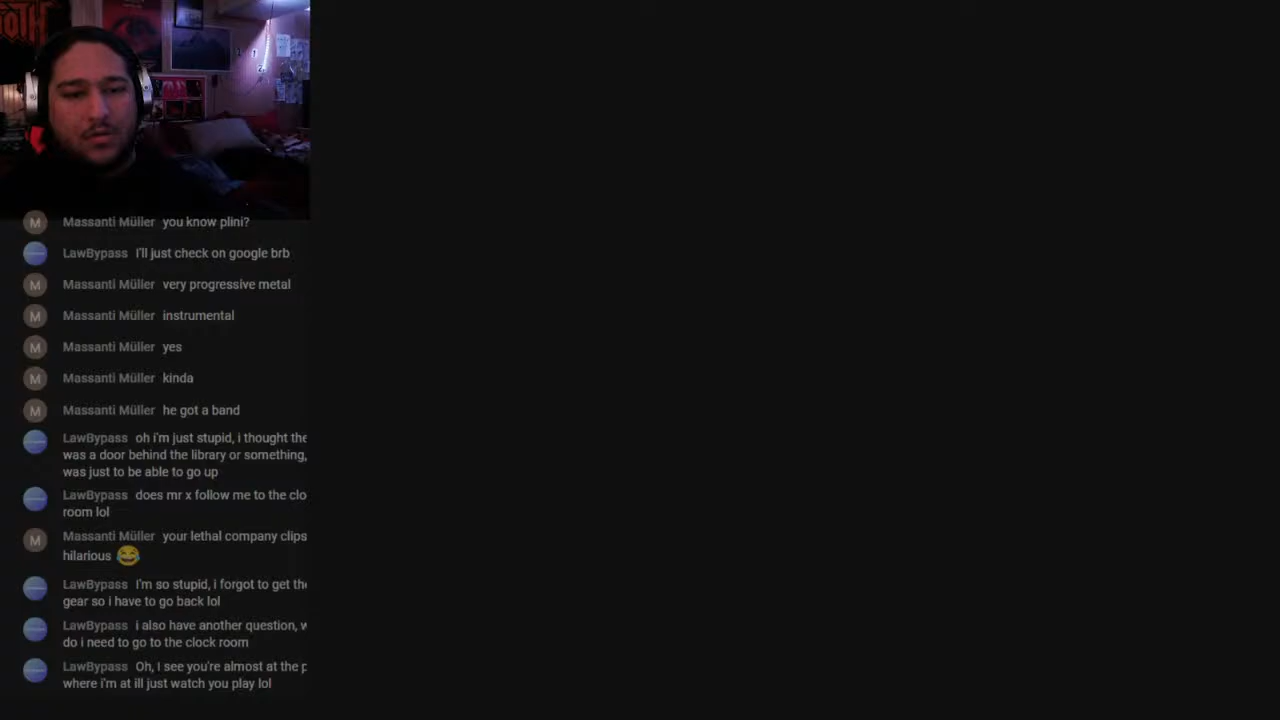 OTH
M Massanti Müller you know plini?
LawBypass I'll just check on google brb
M Massanti Müller very progressive metal
M Massanti Müller instrumental
M Massanti Müller yes
M Massanti Müller kinda
M Massanti Müller he got a band
LawBypass oh i'm just stupid, i thought the
was a door behind the library or something,
was just to be able to go up
LawBypass does mr x follow me to the clo
room lol
M Massanti Müller your lethal company clips
hilarious 😂
LawBypass I'm so stupid, i forgot to get the
gear so i have to go back lol
LawBypass i also have another question, w
do i need to go to the clock room
LawBypass Oh, I see you're almost at the p
where i'm at ill just watch you play lol